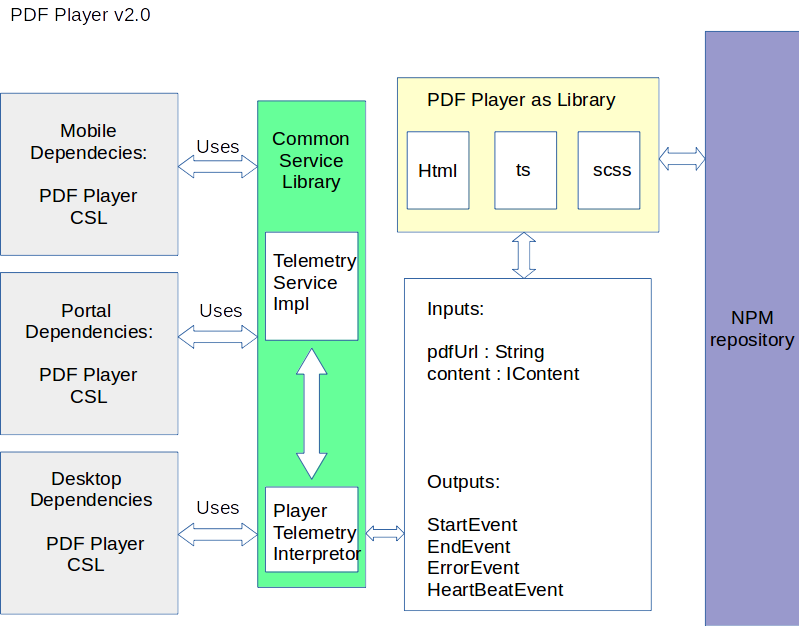 PDF Player v2.0
Mobile
Dependecies:
PDF Player
CSL
Uses
Portal
Dependencies:
PDF Player
CSL
Uses
Desktop
Dependencies
PDF Player
CSL
Uses
Common
Service
Library
Telemetry
Service
Impl
Player
Telemetry
Interpretor
PDF Player as Library
Html
ts
scss
Inputs:
pdfUrl : String
content : IContent
Outputs:
StartEvent
EndEvent
ErrorEvent
HeartBeatEvent
NPM
repository